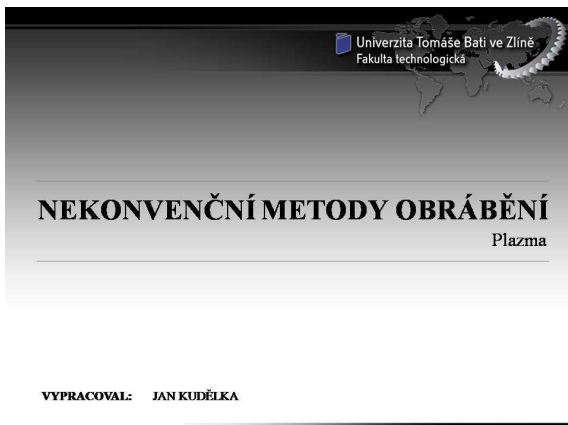 Univerzita Tomáše Bati ve Zlíně
Fakulta technologická
NEKONVENČNÍ METODY OBRÁBĚNÍ
Plazma
VYPRACOVAL: JAN KUDĚLKA